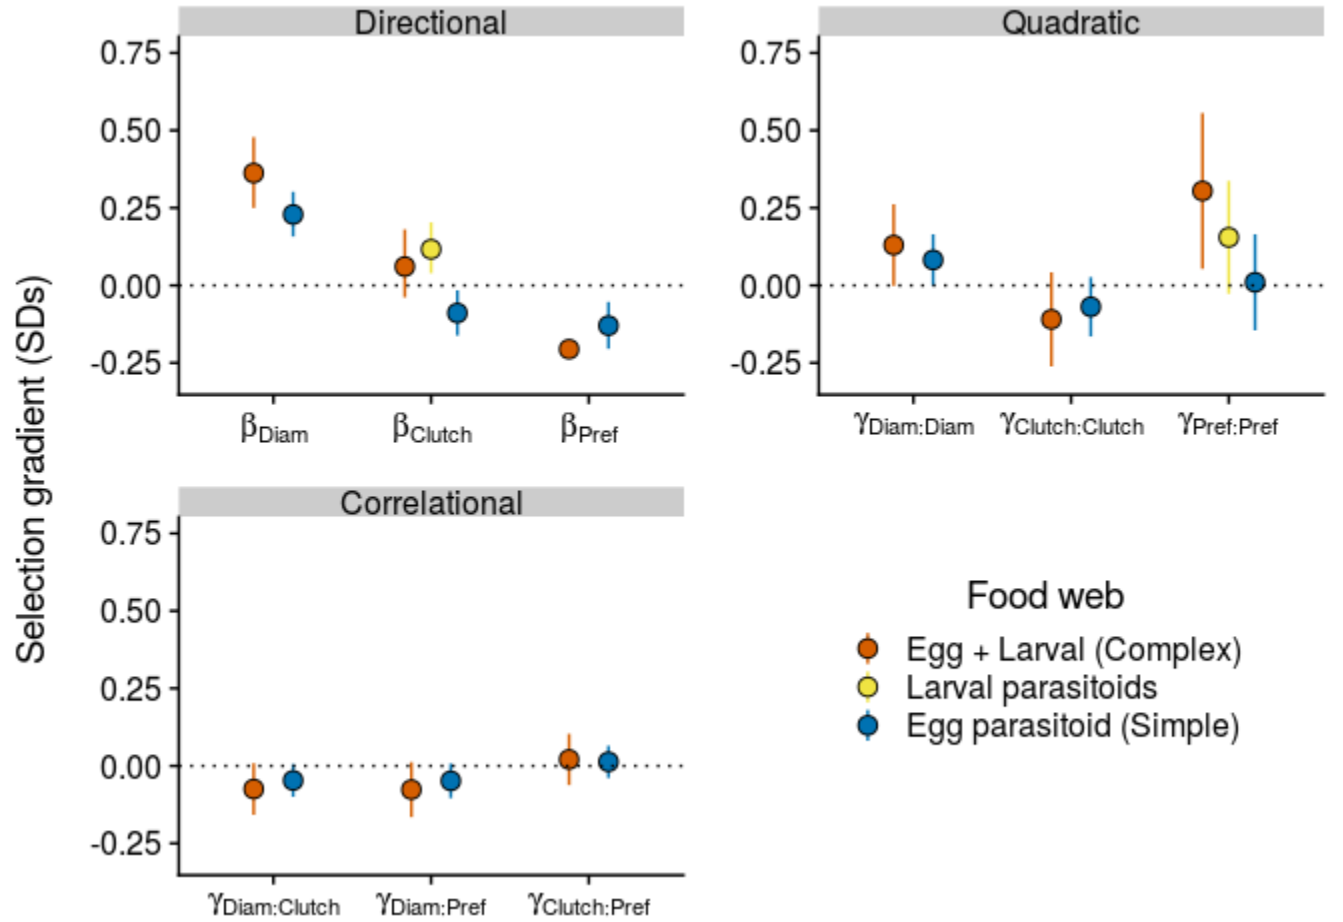 Directional
0.75
0.50
0.25
0.00
-0.25
βDiam βClutch βPref
Quadratic
0.75
0.50
0.25
0.00
-0.25
γDiam:Diam γClutch:Clutch γPref:Pref
Selection gradient (SDs)
Correlational
0.75
0.50
0.25
0.00
-0.25
γDiam:Clutch γDiam:Pref γClutch:Pref
Food web
Egg + Larval (Complex)
Larval parasitoids
Egg parasitoid (Simple)